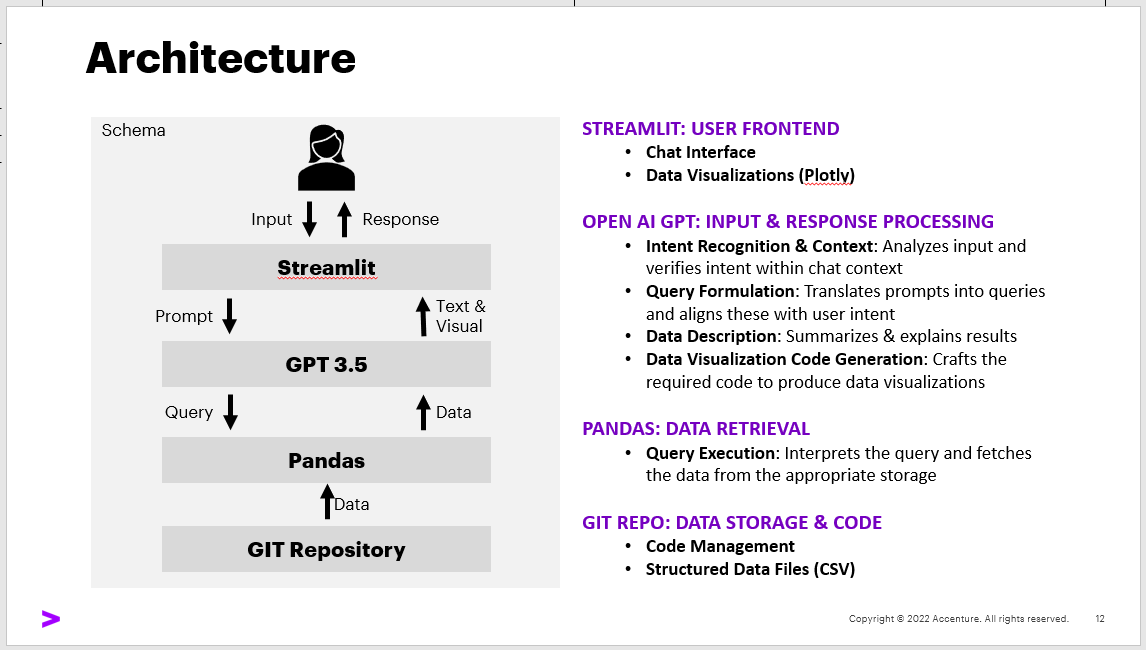 Architecture
Schema
Input
Response
Streamlit
Prompt
Text &
Visual
GPT 3.5
Query
Data
Pandas
Data
GIT Repository
STREAMLIT: USER FRONTEND
• Chat Interface
• Data Visualizations (Plotly)
OPEN AI GPT: INPUT & RESPONSE PROCESSING
• Intent Recognition & Context: Analyzes input and
verifies intent within chat context
• Query Formulation: Translates prompts into queries
and aligns these with user intent
• Data Description: Summarizes & explains results
• Data Visualization Code Generation: Crafts the
required code to produce data visualizations
PANDAS: DATA RETRIEVAL
• Query Execution: Interprets the query and fetches
the data from the appropriate storage
GIT REPO: DATA STORAGE & CODE
• Code Management
• Structured Data Files (CSV)
Copyright © 2022 Accenture. All rights reserved.
12